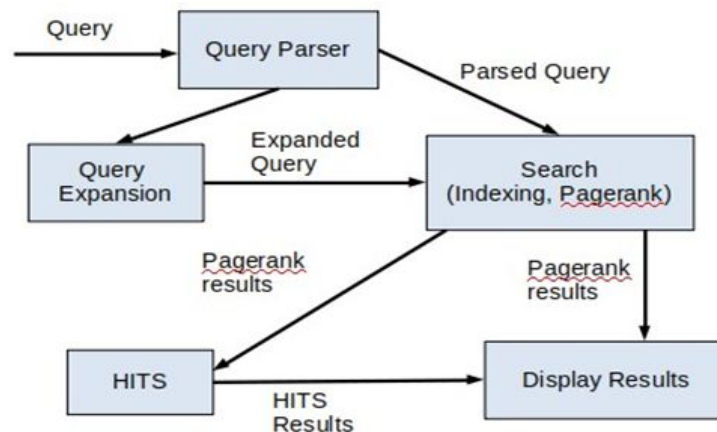 Query
Query Parser
Parsed Query
Query
Expansion
Expanded
Query
Search
(Indexing, Pagerank)
Pagerank
results
Pagerank
results
HITS
HITS
Results
Display Results